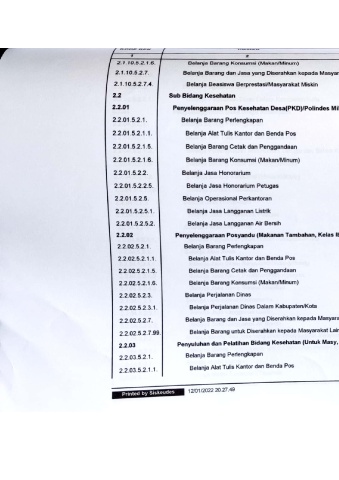 1 2
2.1.10.5.2.1.6. Belanja Barang Konsumsi (Makan/Minum)
2.1.10.5.2.7. Belanja Barang dan Jasa yang Diserahkan kepada Masyar
2.1.10.5.2.7.4. Belanja Beasiswa Berprestasi/Masyarakat Miskin
2.2 Sub Bidang Kesehatan
2.2.01 Penyelenggaraan Pos Kesehatan Desa(PKD)/Polindes Mil
2.2.01.5.2.1. Belanja Barang Perlengkapan
2.2.01.5.2.1.1. Belanja Alat Tulis Kantor dan Benda Pos
2.2.01.5.2.1.5. Belanja Barang Cetak dan Penggandaan
2.2.01.5.2.1.6. Belanja Barang Konsumsi (Makan/Minum)
2.2.01.5.2.2. Belanja Jasa Honorarium
2.2.01.5.2.2.5. Belanja Jasa Honorarium Petugas
2.2.01.5.2.5. Belanja Operasional Perkantoran
2.2.01.5.2.5.1. Belanja Jasa Langganan Listrik
2.2.01.5.2.5.2. Belanja Jasa Langganan Air Bersih
2.2.02 Penyelenggaraan Posyandu (Makanan Tambahan, Kelas I
2.2.02.5.2.1. Belanja Barang Perlengkapan
2.2.02.5.2.1.1. Belanja Alat Tulis Kantor dan Benda Pos
2.2.02.5.2.1.5. Belanja Barang Cetak dan Penggandaan
2.2.02.5.2.1.6. Belanja Barang Konsumsi (Makan/Minum)
2.2.02.5.2.3. Belanja Perjalanan Dinas
2.2.02.5.2.3.1. Belanja Perjalanan Dinas Dalam Kabupaten/Kota
2.2.02.5.2.7. Belanja Barang dan Jasa yang Diserahkan kepada Masyara
2.2.02.5.2.7.99. Belanja Barang untuk Diserahkan kepada Masyarakat Lain
2.2.03 Penyuluhan dan Pelatihan Bidang Kesehatan (Untuk Masy,
2.2.03.5.2.1. Belanja Barang Perlengkapan
2.2.03.5.2.1.1. Belanja Alat Tulis Kantor dan Benda Pos
Printed by Siskeudes 12/01/2022 20.27.49